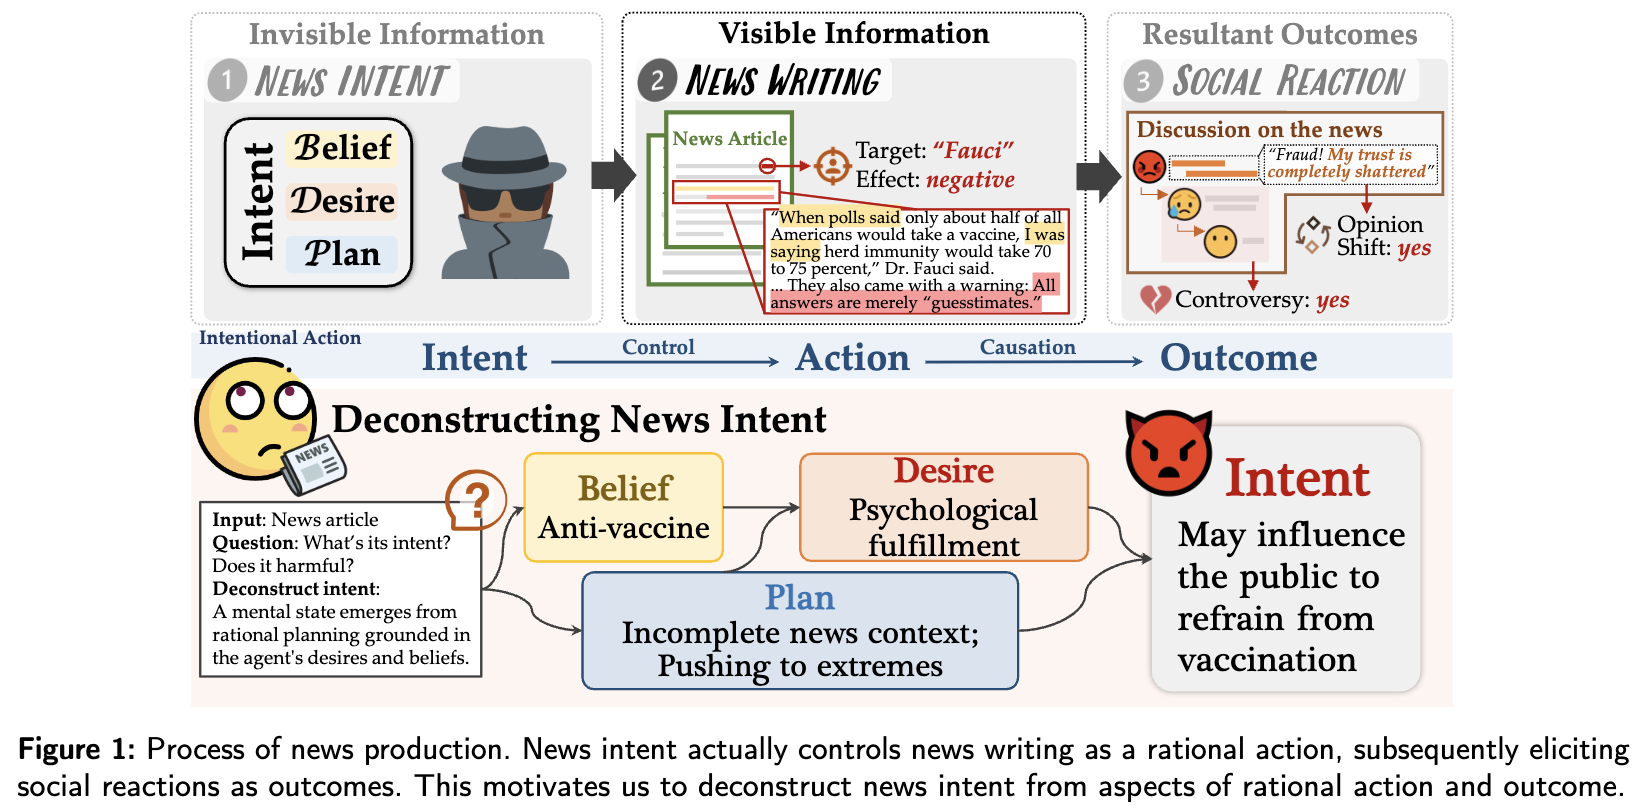 Invisible Information
1 NEWS INTENT
Intent
Belief
Desire
Plan
Visible Information
2 NEWS WRITING
News Article
Target: “Fauci”
Effect: negative
“When polls said only about half of all
Americans would take a vaccine, I was
saying herd immunity would take 70
to 75 percent,” Dr. Fauci said.
... They also came with a warning: All
answers are merely “guesstimates.”
Resultant Outcomes
3 SOCIAL REACTION
Discussion on the news
“Fraud! My trust is
completely shattered”
Opinion
Shift: yes
Controversy: yes
Intentional Action
Intent
Control
Action
Causation
Outcome
Deconstructing News Intent
NEWS
?
Input: News article
Question: What’s its intent?
Does it harmful?
Deconstruct intent:
A mental state emerges from
rational planning grounded in
the agent's desires and beliefs.
Belief
Anti-vaccine
Desire
Psychological
fulfillment
Plan
Incomplete news context;
Pushing to extremes
Intent
May influence
the public to
refrain from
vaccination
Figure 1: Process of news production. News intent actually controls news writing as a rational action, subsequently eliciting
social reactions as outcomes. This motivates us to deconstruct news intent from aspects of rational action and outcome.